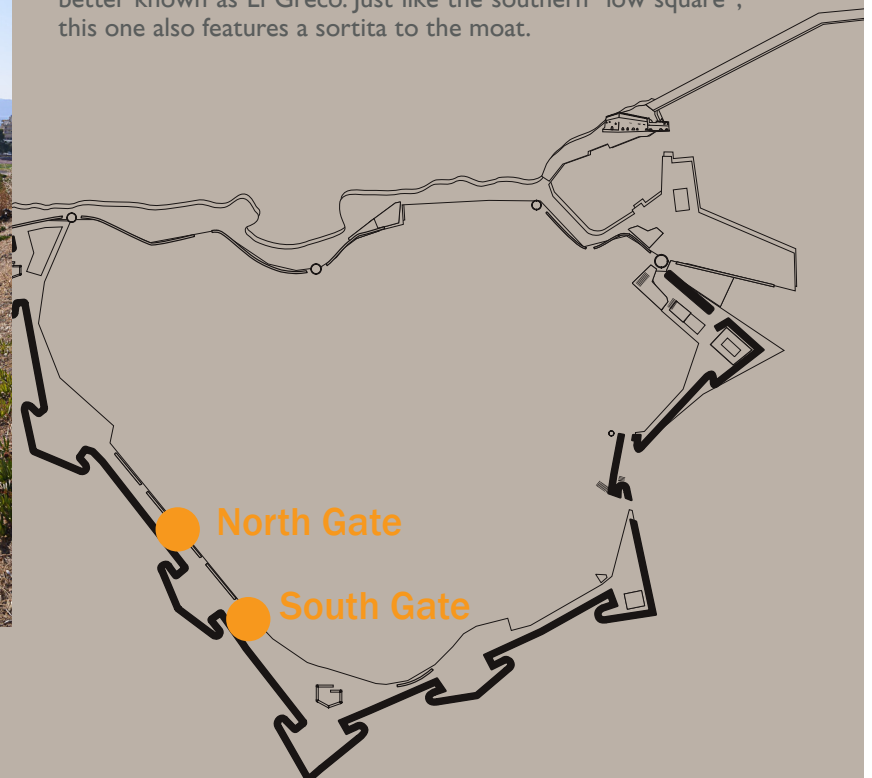 better known as El Greco. Just like the southern "low square",
this one also features a sortita to the moat.
North Gate
South Gate